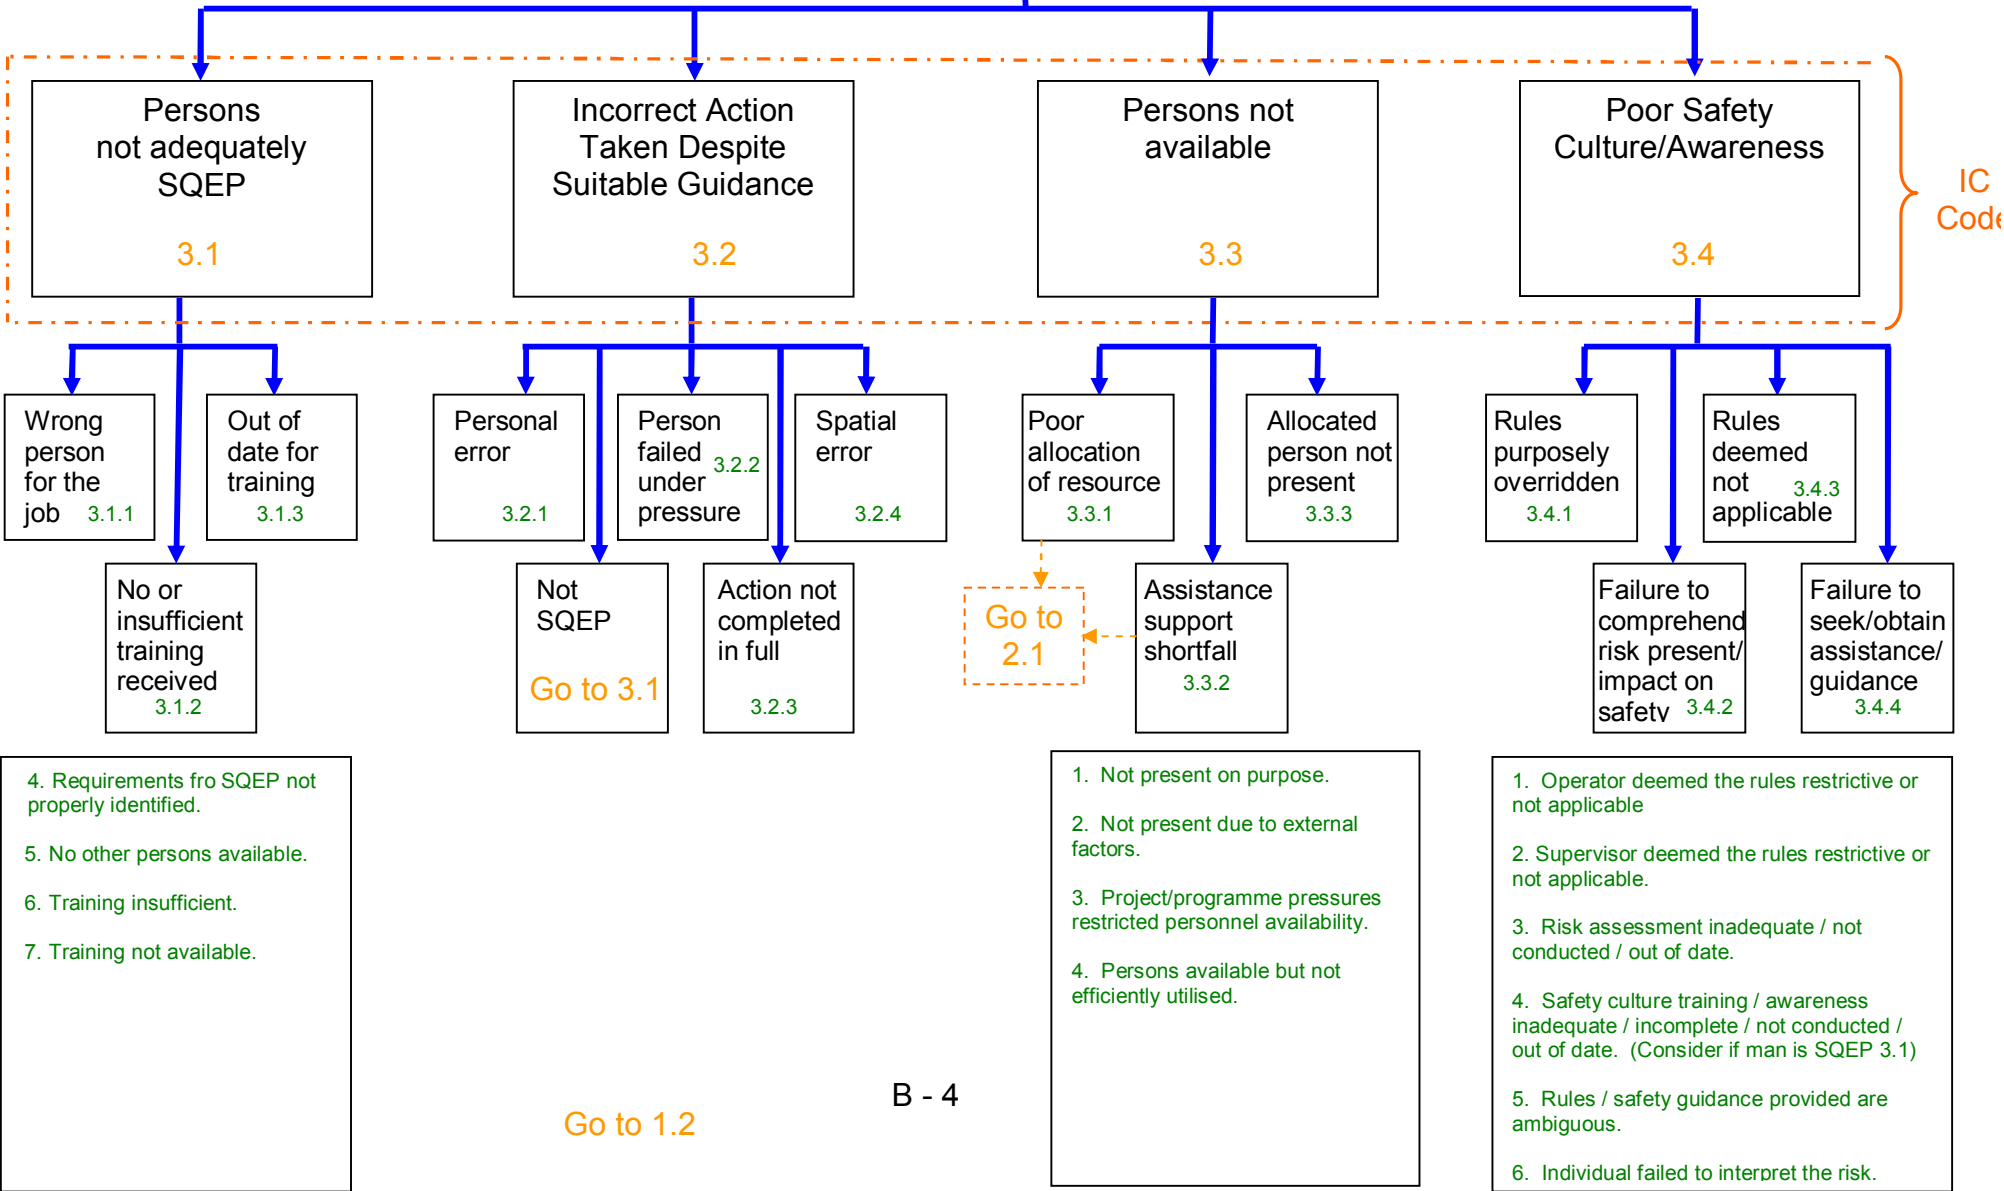 Persons
not adequately
SQEP
3.1
Incorrect Action
Taken Despite
Suitable Guidance
3.2
Persons not
available
3.3
Poor Safety
Culture/Awareness
3.4
IC
Code
Wrong
person
for the
job 3.1.1
Out of
date for
training
3.1.3
Personal
error
3.2.1
Person
failed
3.2.2
under
pressure
Spatial
error
3.2.4
Poor
allocation
of resource
3.3.1
Allocated
person not
present
3.3.3
Rules
purposely
overridden
3.4.1
Rules
deemed
not 3.4.3
applicable
No or
insufficient
training
received
3.1.2
Not
SQEP
Go to 3.1
Action not
completed
in full
3.2.3
Go to
2.1
Assistance
support
shortfall
3.3.2
Failure to
comprehend
risk present/
impact on
safety 3.4.2
Failure to
seek/obtain
assistance/
guidance
3.4.4
4. Requirements fro SQEP not
properly identified.
5. No other persons available.
6. Training insufficient.
7. Training not available.
Go to 1.2
B - 4
1. Not present on purpose.
2. Not present due to external
factors.
3. Project/programme pressures
restricted personnel availability.
4. Persons available but not
efficiently utilised.
1. Operator deemed the rules restrictive or
not applicable
2. Supervisor deemed the rules restrictive or
not applicable.
3. Risk assessment inadequate / not
conducted / out of date.
4. Safety culture training / awareness
inadequate / incomplete / not conducted /
out of date. (Consider if man is SQEP 3.1)
5. Rules / safety guidance provided are
ambiguous.
6. Individual failed to interpret the risk.